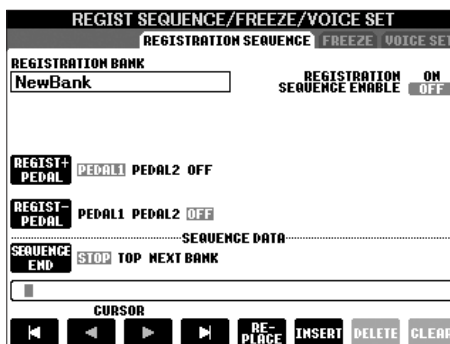 REGIST SEQUENCE/FREEZE/VOICE SET
REGISTRATION SEQUENCE FREEZE VOICE SET
REGISTRATION BANK
NewBank
REGISTRATION SEQUENCE ENABLE ON OFF
REGIST+ PEDAL PEDAL1 PEDAL2 OFF
REGIST- PEDAL PEDAL1 PEDAL2 OFF
SEQUENCE DATA
SEQUENCE END STOP TOP NEXT BANK
CURSOR
RE-PLACE INSERT DELETE CLEAR